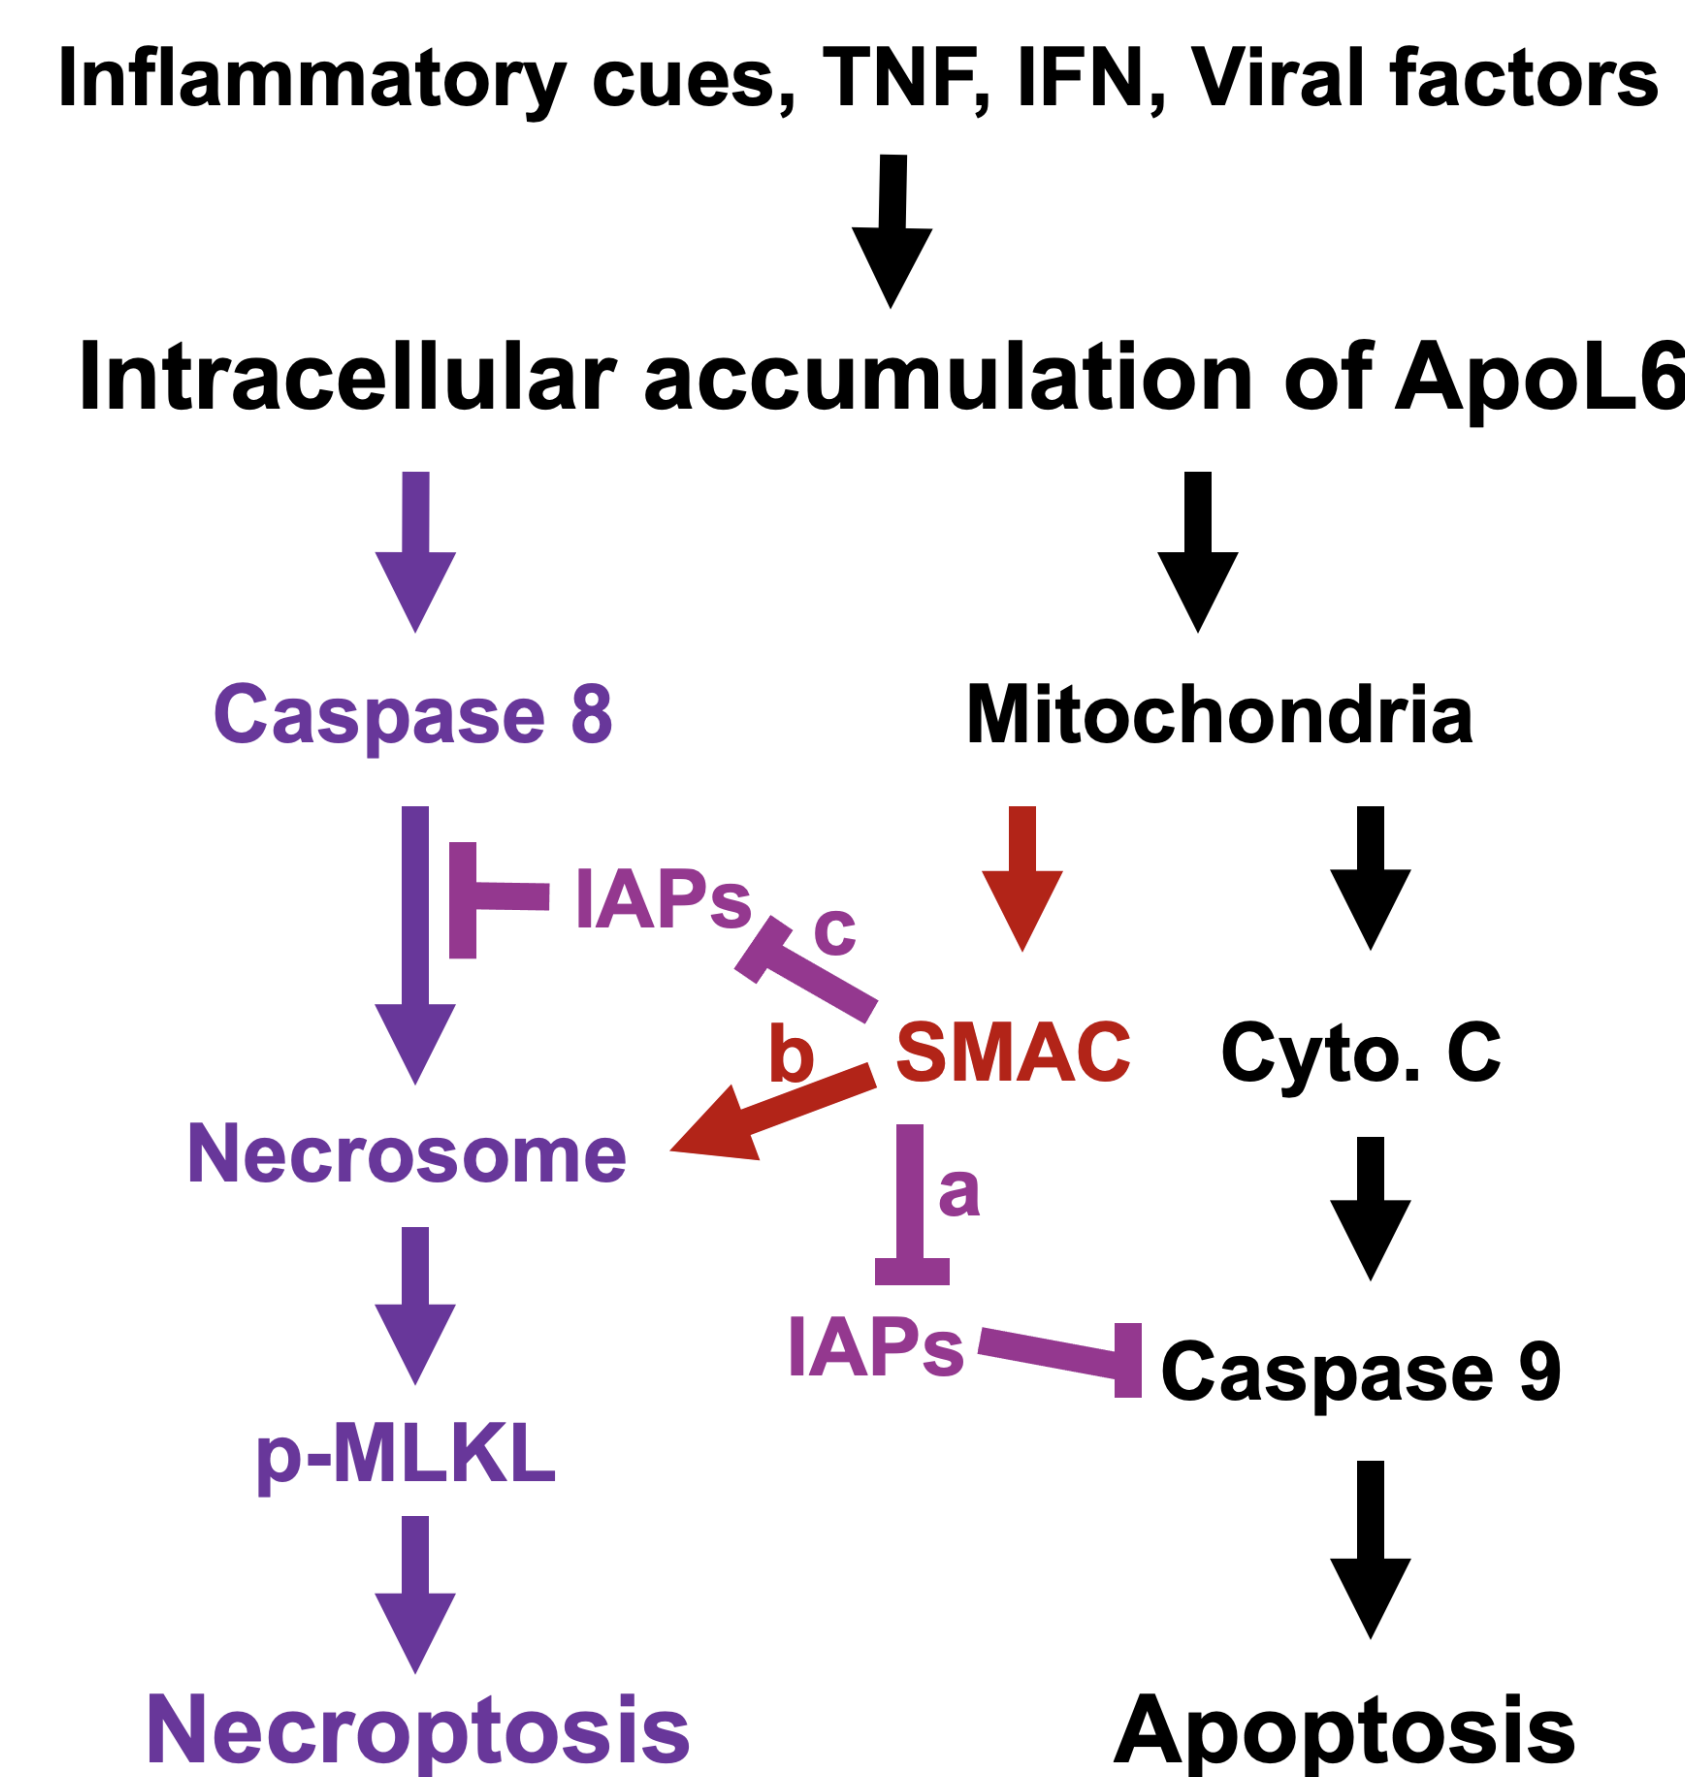 Inflammatory cues, TNF, IFN, Viral factors
Intracellular accumulation of ApoL6
Caspase 8
Mitochondria
IAPs
c
b
SMAC
Cyto. C
Necrosome
a
IAPs
Caspase 9
p-MLKL
Necroptosis
Apoptosis